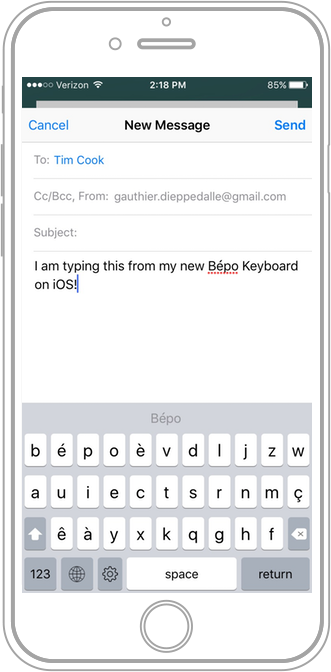 ●●●○○ Verizon 2:18 PM 85%
Cancel New Message Send
To: Tim Cook
Cc/Bcc, From: gauthier.dieppedalle@gmail.com
Subject:
I am typing this from my new Bépo Keyboard
on iOS!
Bépo
b é p o è v d l j z w
a u i e c t s r n m ç
ê à y x k q g h f
123 space return